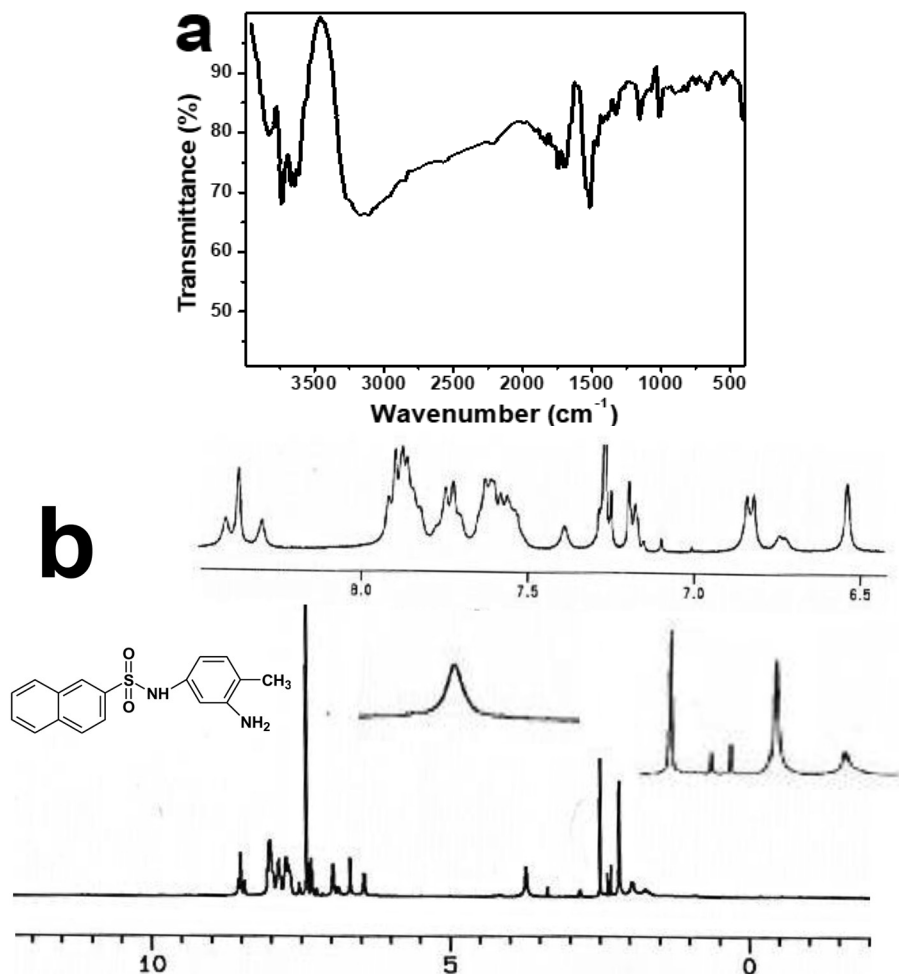 a
Transmittance (%)
90
80
70
60
50
3500 3000 2500 2000 1500 1000 500
Wavenumber (cm⁻¹)
b
8.0 7.5 7.0 6.5
O
S
O
NH
CH₃
NH₂
10 5 0